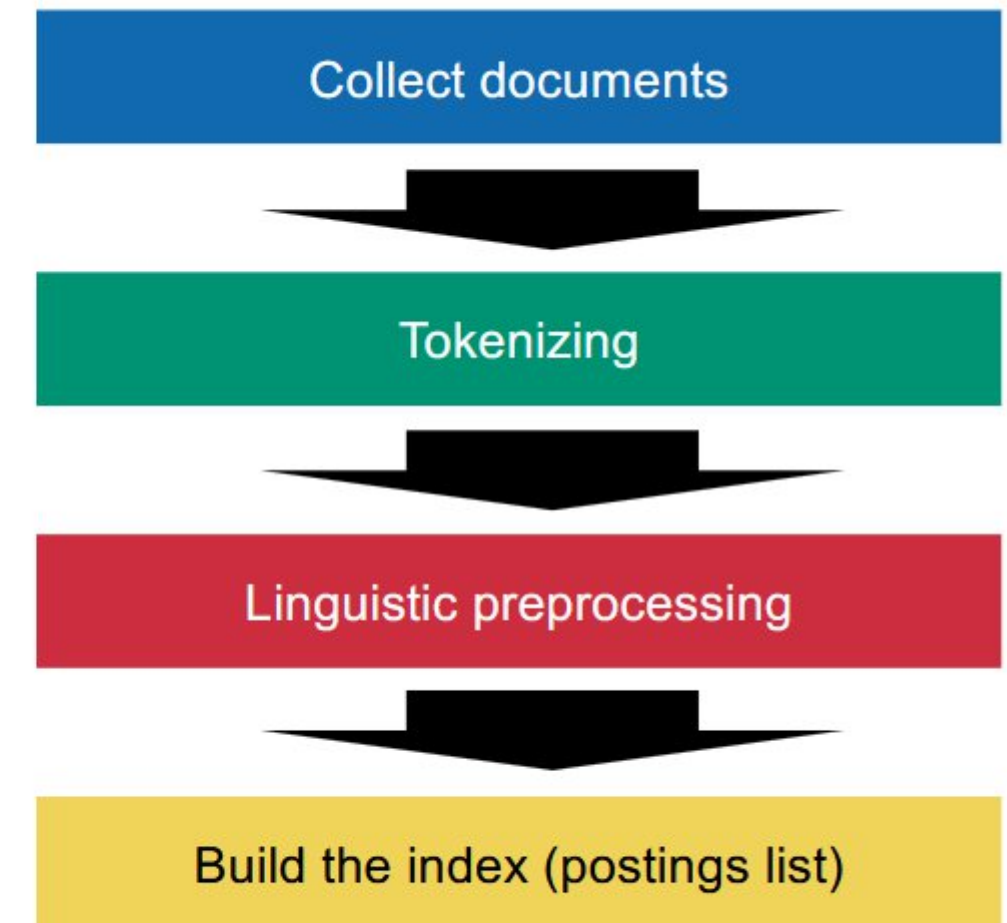 Collect documents
Tokenizing
Linguistic preprocessing
Build the index (postings list)